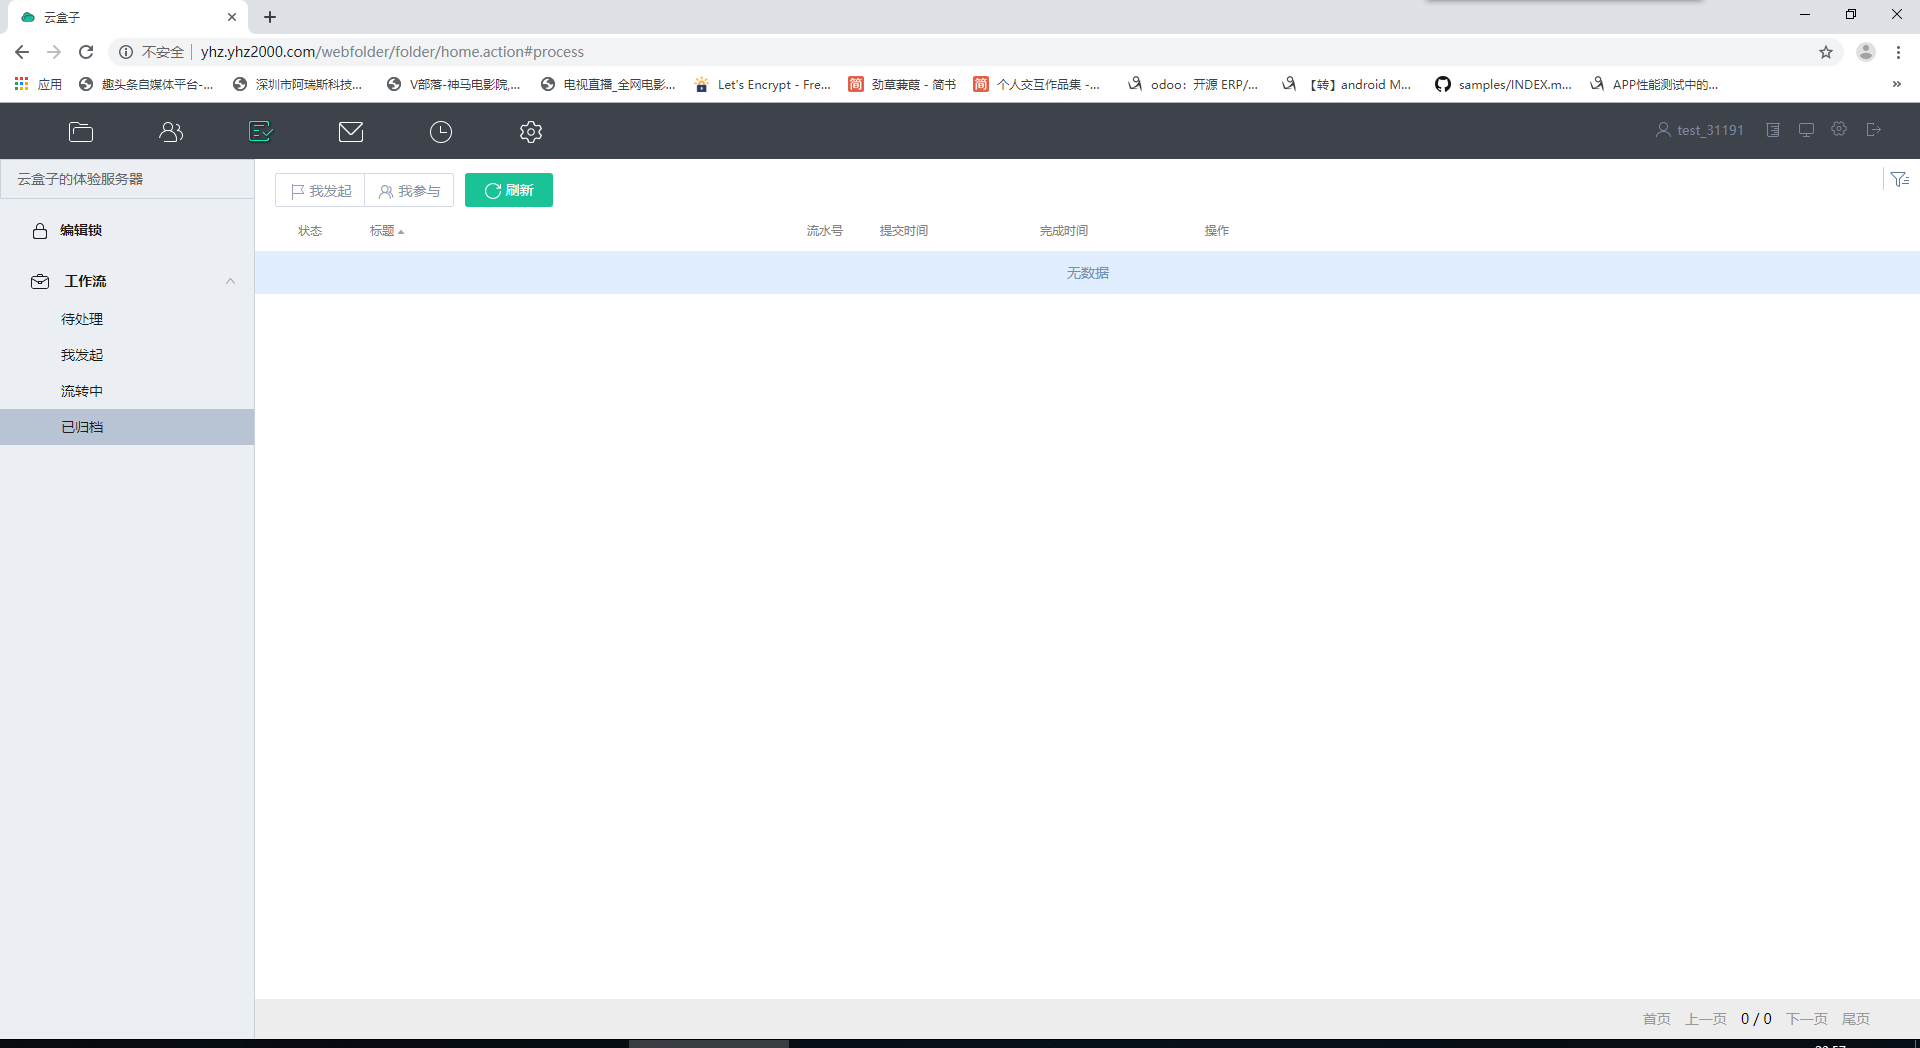 云盒子
不安全 yhz.yhz2000.com/webfolder/folder/home.action#process
应用 趣头条自媒体平台-... 深圳市阿瑞斯科技... V部落-神马电影院,... 电视直播_全网电影... Let's Encrypt - Fre... 劲草蒹葭 - 简书 个人交互作品集 -... odoo：开源 ERP/... 【转】android M... samples/INDEX.m... APP性能测试中的... »
test_31191
云盒子的体验服务器
我发起 我参与 刷新
状态 标题 流水号 提交时间 完成时间 操作
无数据
编辑锁
工作流
待处理
我发起
流转中
已归档
首页 上一页 0 / 0 下一页 尾页